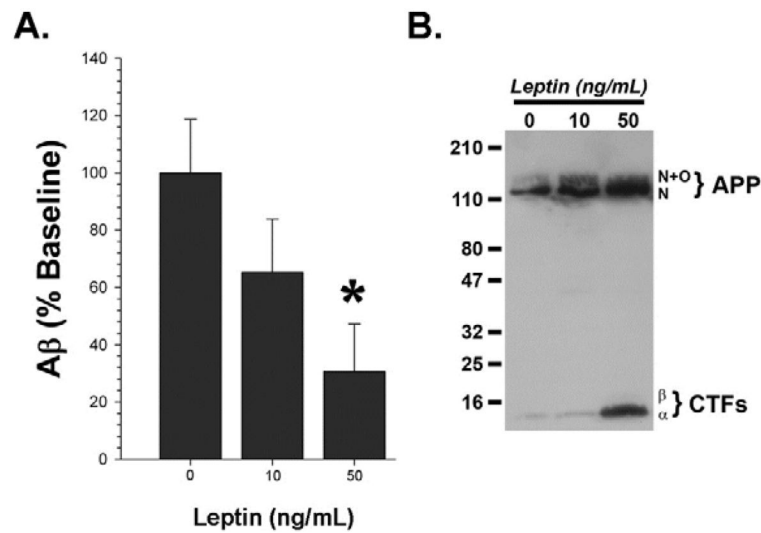 A.
140
120
100
80
60
40
20
0
Aβ (% Baseline)
*
0 10 50
Leptin (ng/mL)
B.
Leptin (ng/mL)
0 10 50
210
110
80
47
32
25
16
N+O
N
} APP
β
α
} CTFs